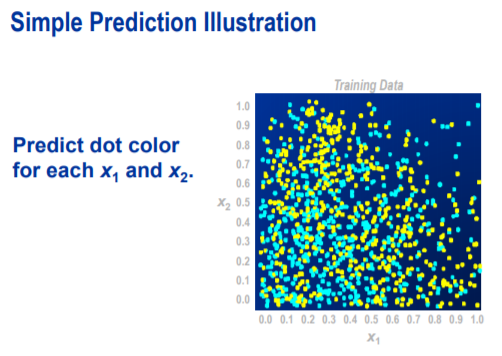 Simple Prediction Illustration
Training Data
Predict dot color
for each x₁ and x₂.
x₂
1.0
0.9
0.8
0.7
0.6
0.5
0.4
0.3
0.2
0.1
0.0
0.0 0.1 0.2 0.3 0.4 0.5 0.6 0.7 0.8 0.9 1.0
x₁